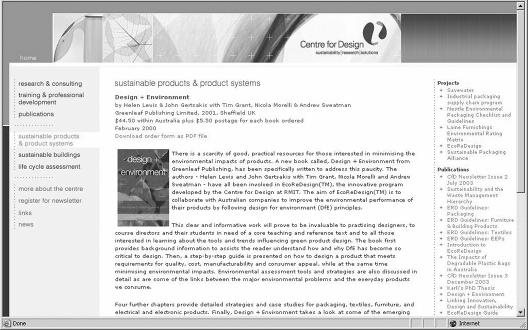 Centre for Design
sustainability|research|solutions
home
research & consulting
training & professional
development
publications
sustainable products
& product systems
sustainable buildings
life cycle assessment
more about the centre
register for newsletter
links
news
sustainable products & product systems
Design + Environment
by Helen Lewis & John Gertsakis with Tim Grant, Nicola Morelli & Andrew Sweatman
Greenleaf Publishing Limited, 2001, Sheffield UK
$44.50 within Australia plus $5.50 postage for each book ordered
February 2000
Download order form as PDF file
design
+
environment
There is a scarcity of good, practical resources for those interested in minimising the
environmental impacts of products. A new book called, Design + Environment from
Greenleaf Publishing, has been specifically written to address this paucity. The
authors - Helen Lewis and John Gertsakis with Tim Grant, Nicola Morelli and Andrew
Sweatman - have all been involved in EcoReDesign(TM), the innovative program
developed by the Centre for Design at RMIT. The aim of EcoReDesign(TM) is to
collaborate with Australian companies to improve the environmental performance of
their products by following design for environment (DfE) principles.
This clear and informative work will prove to be invaluable to practising designers, to
course directors and their students in need of a core teaching and reference text and to all those
interested in learning about the tools and trends influencing green product design. The book first
provides background information to assists the reader understand how and why DfE has become so
critical to design. Then, a step-by-step guide is presented on how to design a product that meets
requirements for quality, cost, manufacturability and consumer appeal, while at the same time
minimising environmental impacts. Environmental assessment tools and strategies are also discussed in
detail as are some of the links between the major environmental problems and the everyday products
we consume.
Four further chapters provide detailed strategies and case studies for packaging, textiles, furniture, and
electrical and electronic products. Finally, Design + Environment takes a look at some of the emerging
Projects
+ Savewater
+ Industrial packaging
supply chain program
+ Nestle Environmental
Packaging Checklist and
Guidelines
+ Laine Furnishings
Environmental Rating
Matrix
+ EcoReDesign
+ Sustainable Packaging
Alliance
Publications
+ CfD Newsletter Issue 2
July 2003
+ Sustainability and the
Waste Management
Hierarchy
+ ERD Guidelines:
Packaging
+ ERD Guidelines: Furniture
& Building Products
+ ERD Guidelines: Textiles
+ ERD Guidelines: EEPs
+ Introduction to
EcoReDesign
+ The Impacts of
Degradable Plastic Bags
in Australia
+ CfD Newsletter Issue 3
December 2003
+ Karli's PhD Thesis
+ Design + Environment
+ Linking Innovation,
Design and Sustainability
Done
Internet